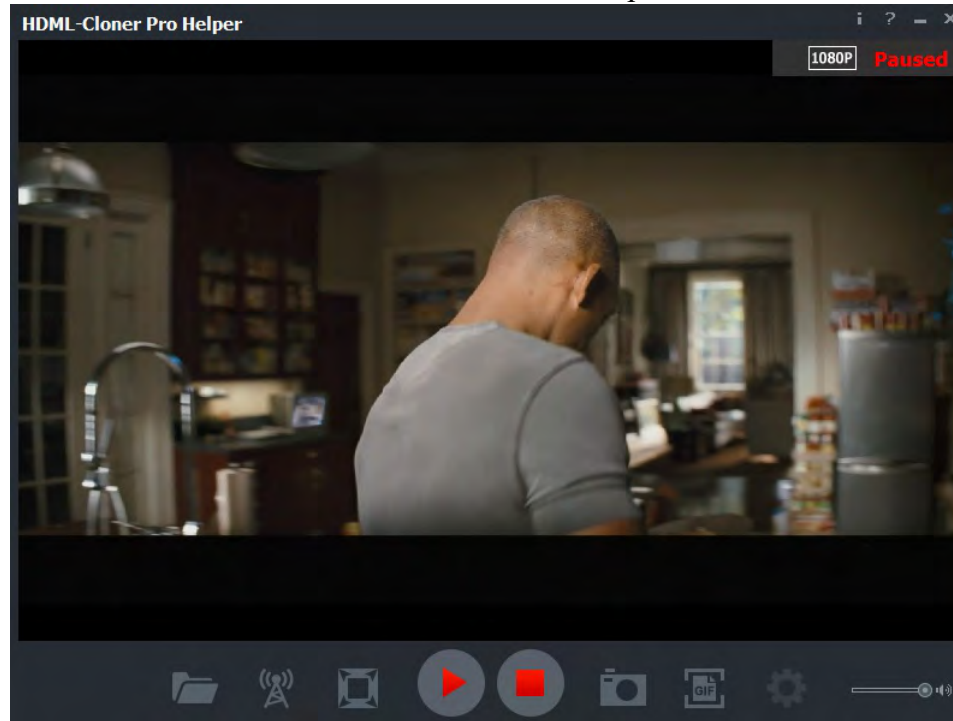 HDML-Cloner Pro Helper
i ? – ×
1080P Paused
GIF